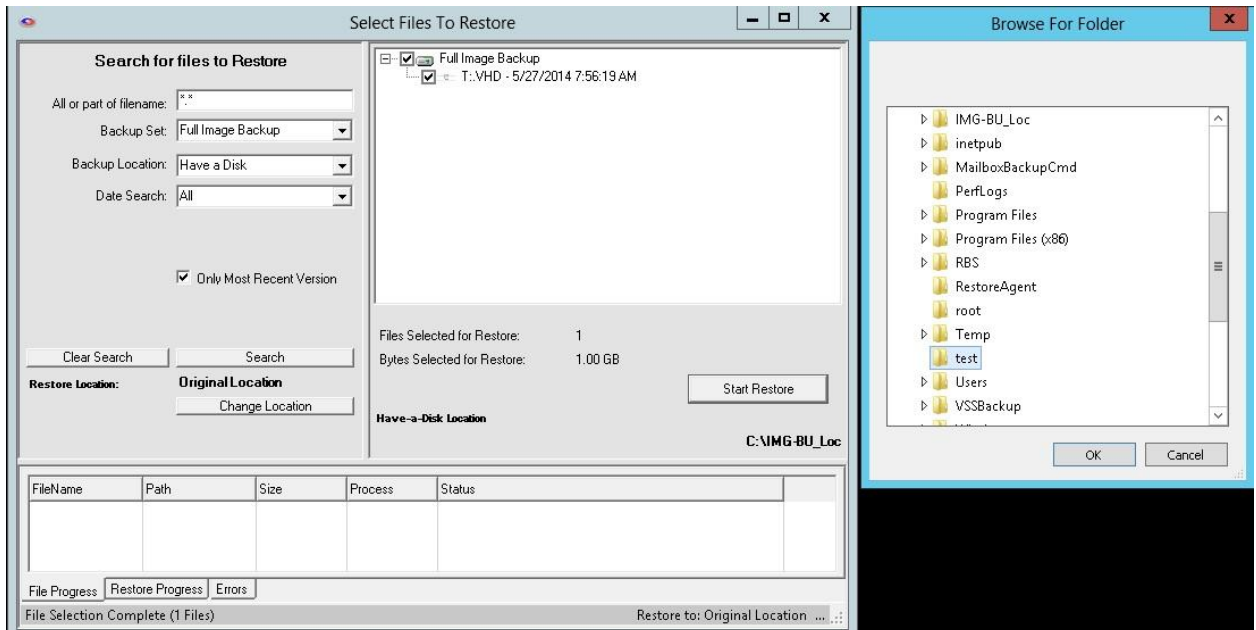 Select Files To Restore
Search for files to Restore
All or part of filename: *.*
Backup Set: Full Image Backup
Backup Location: Have a Disk
Date Search: All
Only Most Recent Version
Clear Search Search
Restore Location: Original Location
Change Location
Full Image Backup
T:.VHD - 5/27/2014 7:56:19 AM
Files Selected for Restore: 1
Bytes Selected for Restore: 1.00 GB
Start Restore
Have-a-Disk Location
C:\IMG-BU_Loc
FileName Path Size Process Status
File Progress Restore Progress Errors
File Selection Complete (1 Files) Restore to: Original Location ...
Browse For Folder
x
IMG-BU_Loc
inetpub
MailboxBackupCmd
PerfLogs
Program Files
Program Files (x86)
RBS
RestoreAgent
root
Temp
test
Users
VSSBackup
OK Cancel